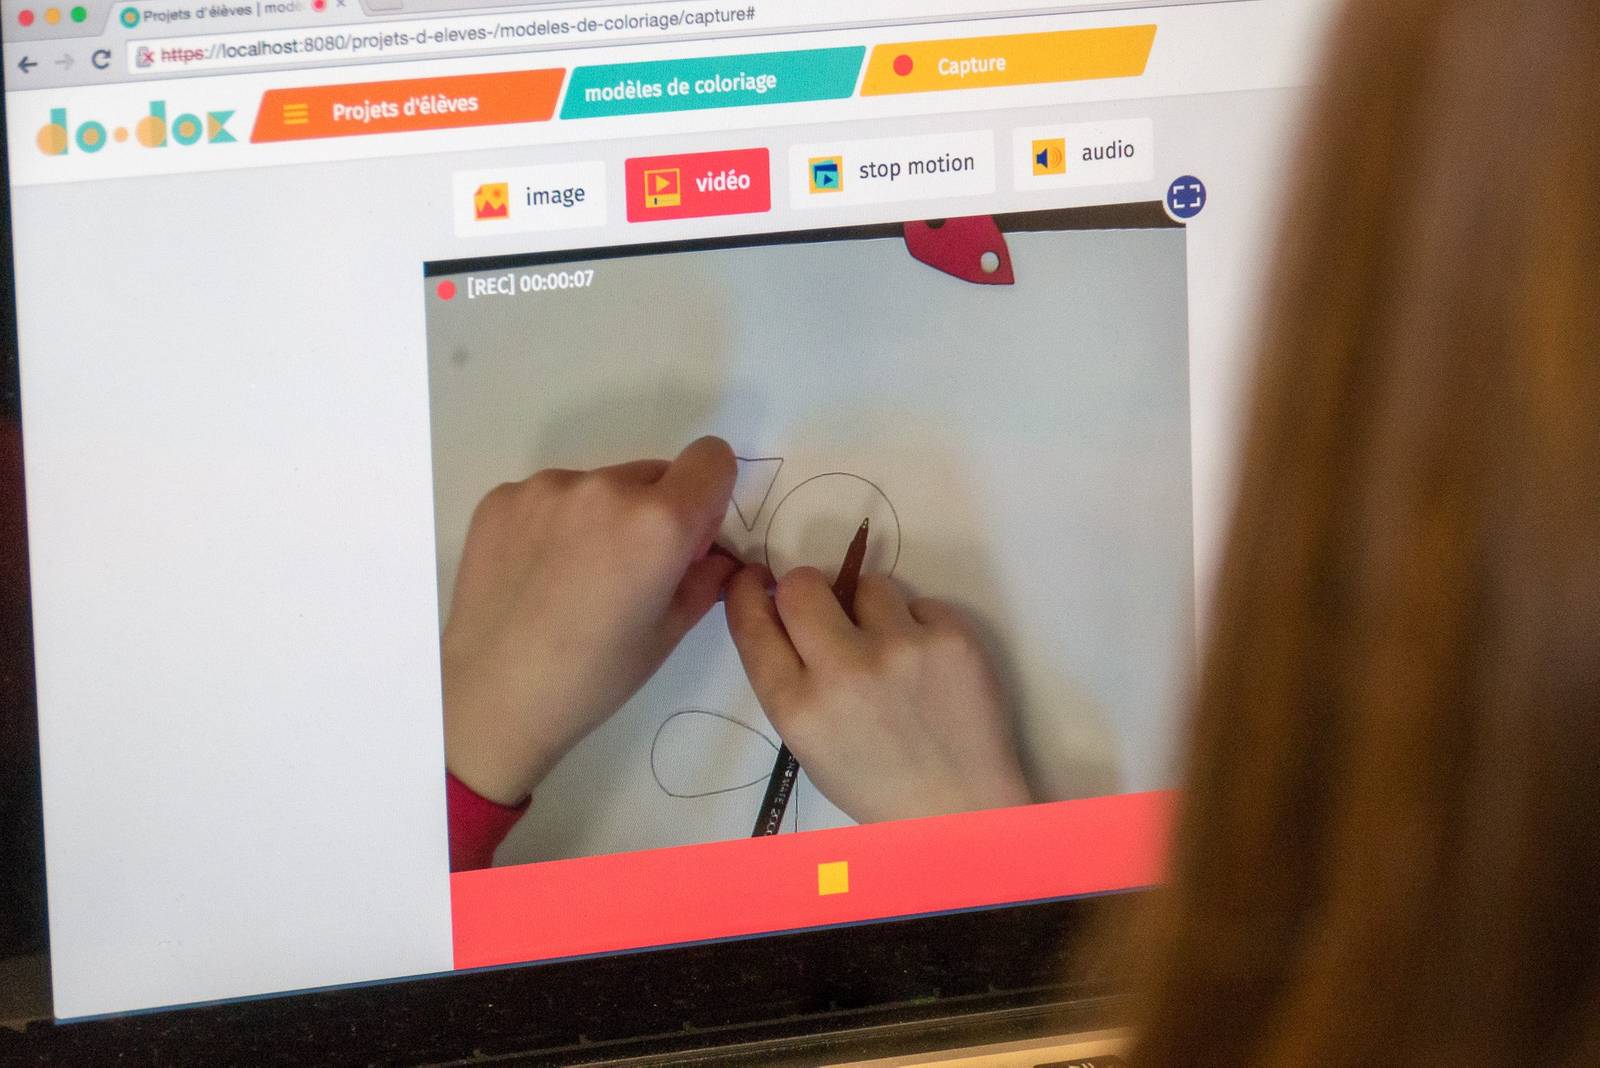 Projets d'élèves | mod
https://localhost:8080/projets-d-eleves-/modeles-de-coloriage/capture#
do•dox
Projets d'élèves
modèles de coloriage
Capture
image
vidéo
stop motion
audio
[REC] 00:00:07
2000